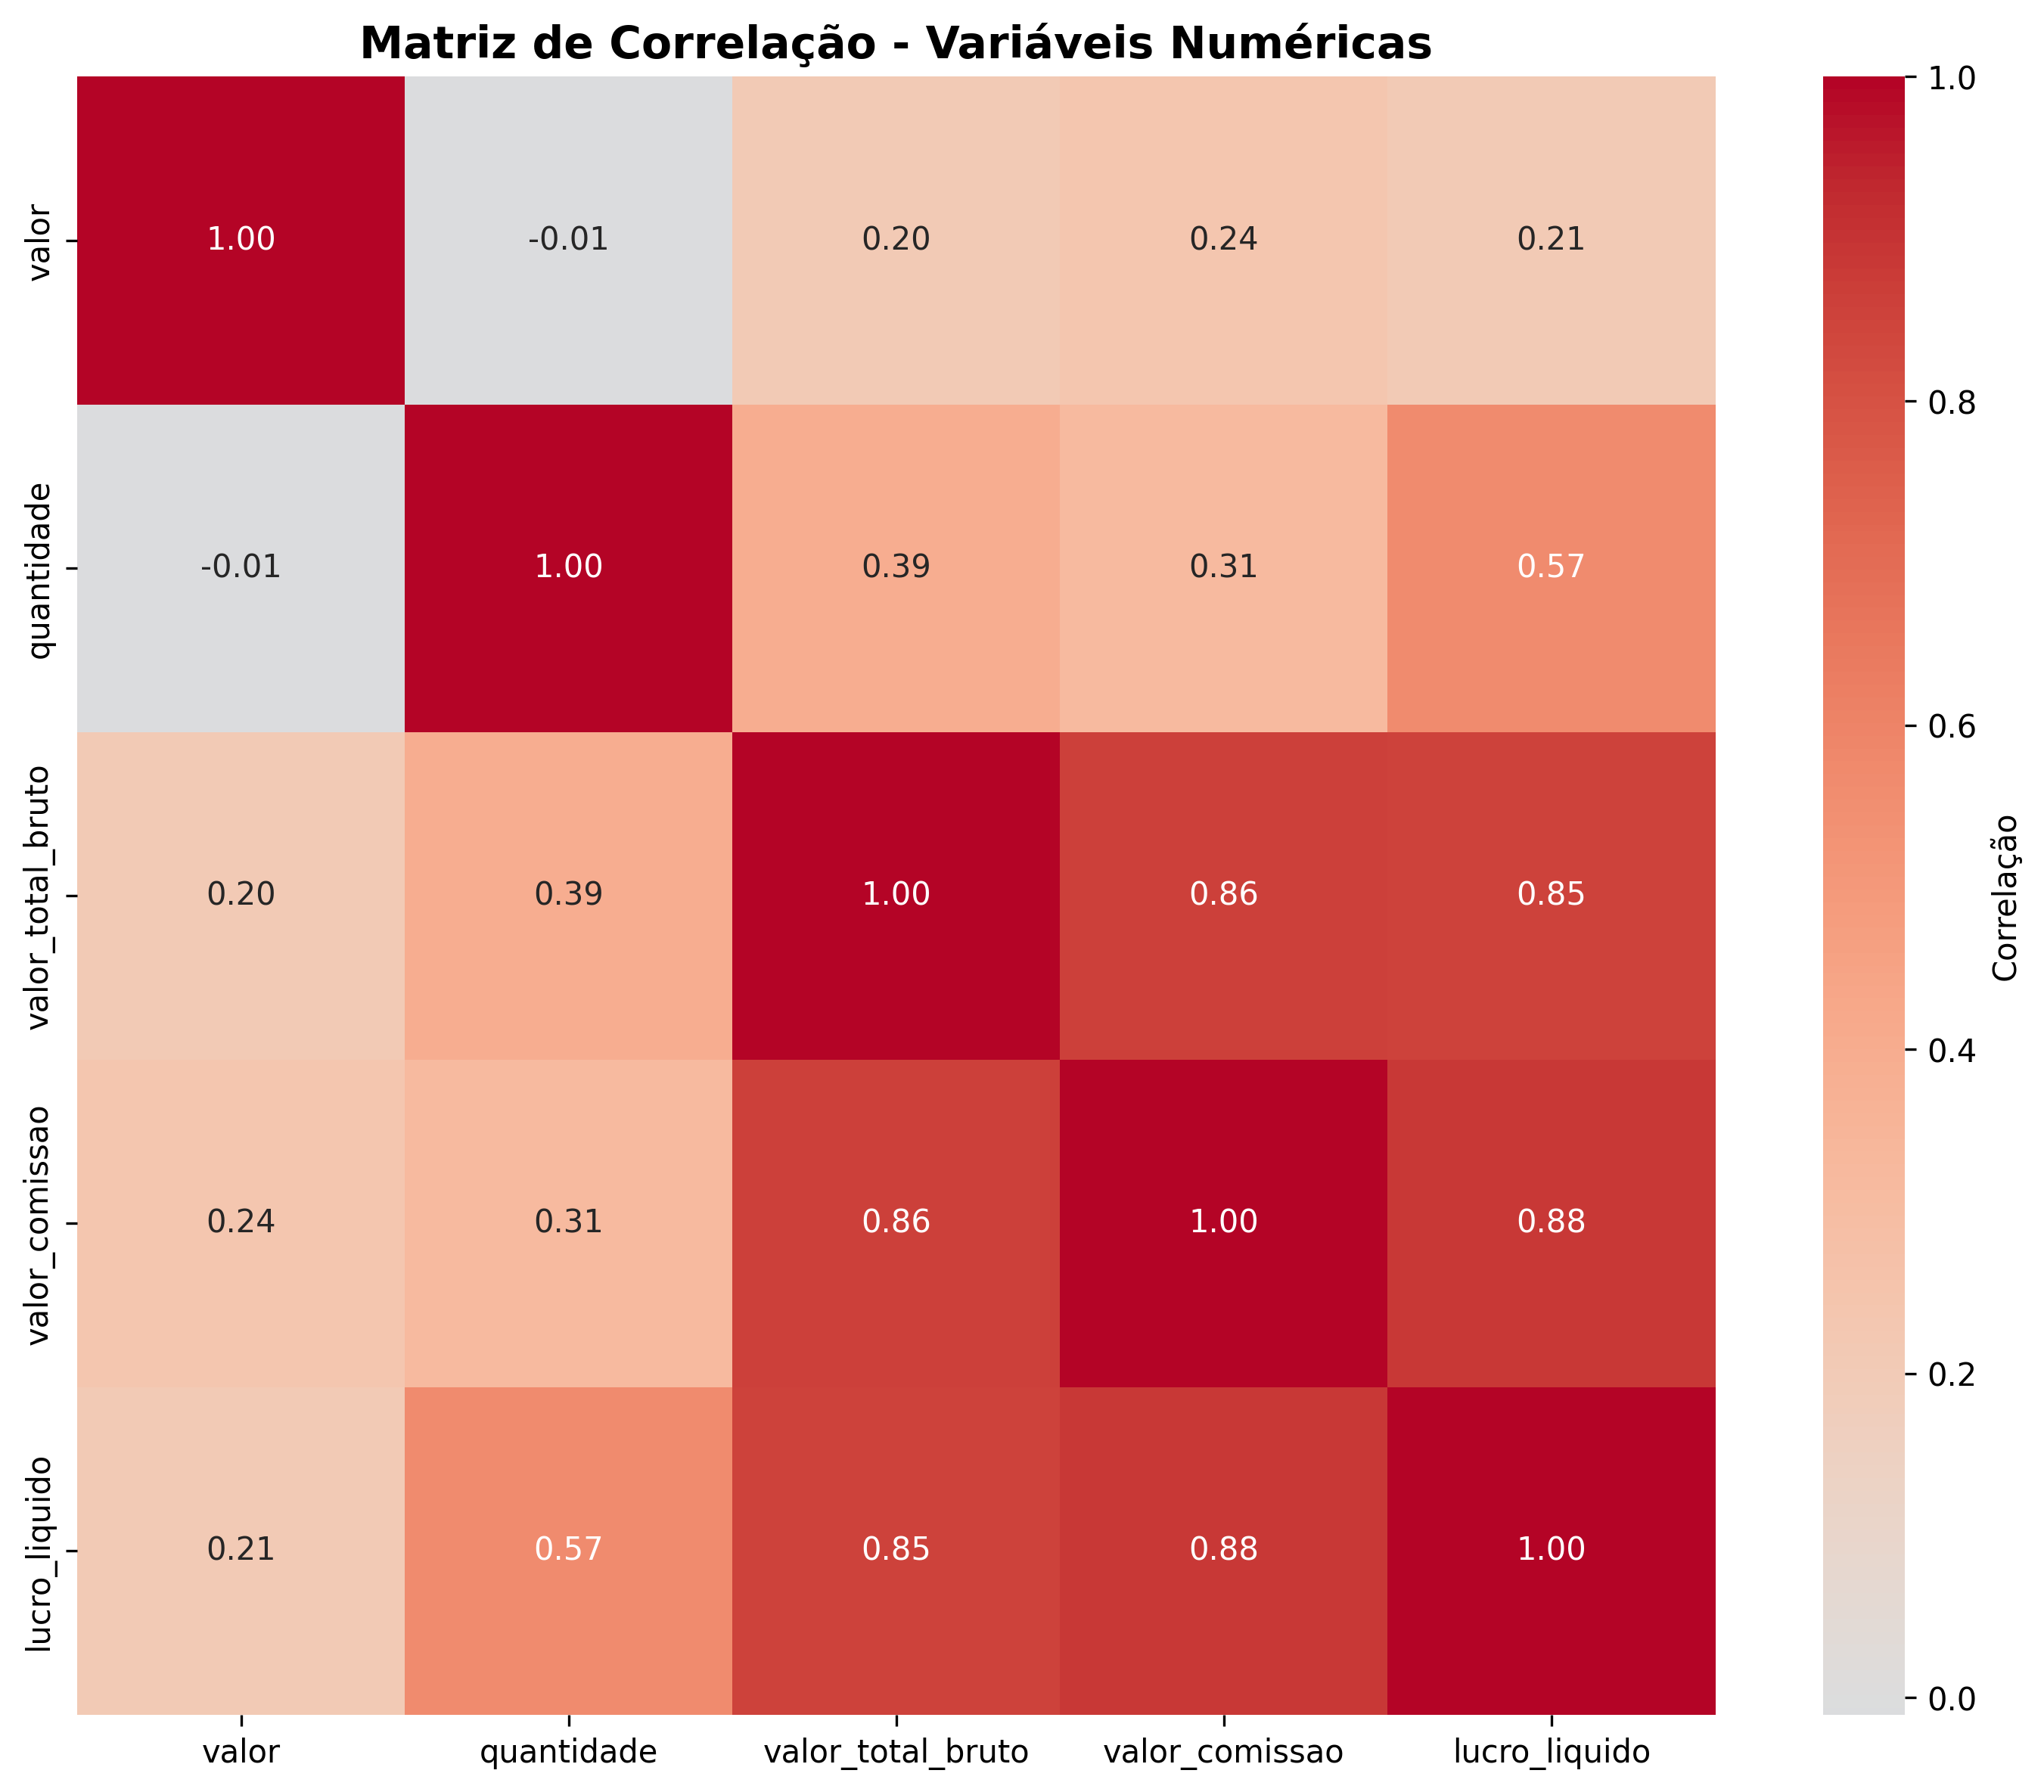 Matriz de Correlação - Variáveis Numéricas
valor 1.00 -0.01 0.20 0.24 0.21
quantidade -0.01 1.00 0.39 0.31 0.57
valor_total_bruto 0.20 0.39 1.00 0.86 0.85
valor_comissao 0.24 0.31 0.86 1.00 0.88
lucro_liquido 0.21 0.57 0.85 0.88 1.00
valor quantidade valor_total_bruto valor_comissao lucro_liquido
1.0
0.8
0.6
0.4
0.2
0.0
Correlação